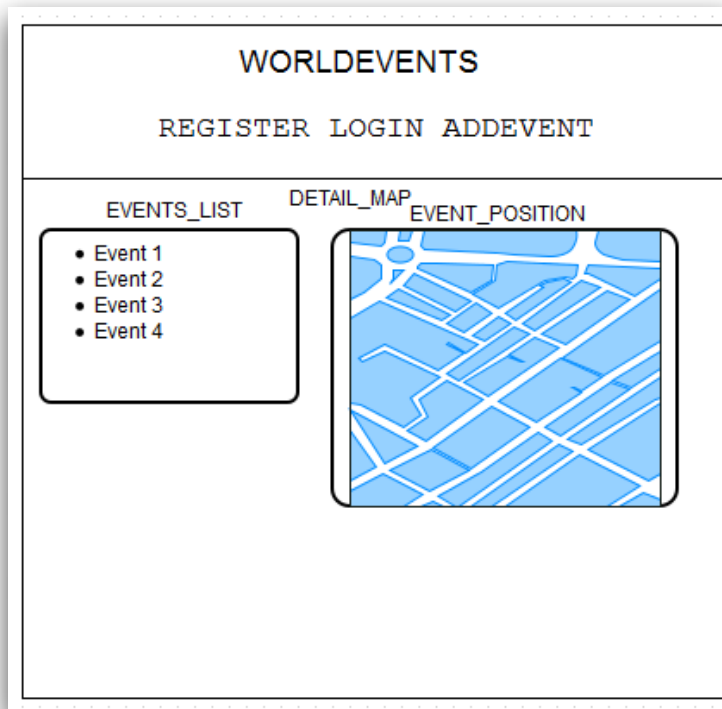 WORLDEVENTS
REGISTER LOGIN ADDEVENT
EVENTS_LIST
Event 1
Event 2
Event 3
Event 4
DETAIL_MAP
EVENT_POSITION